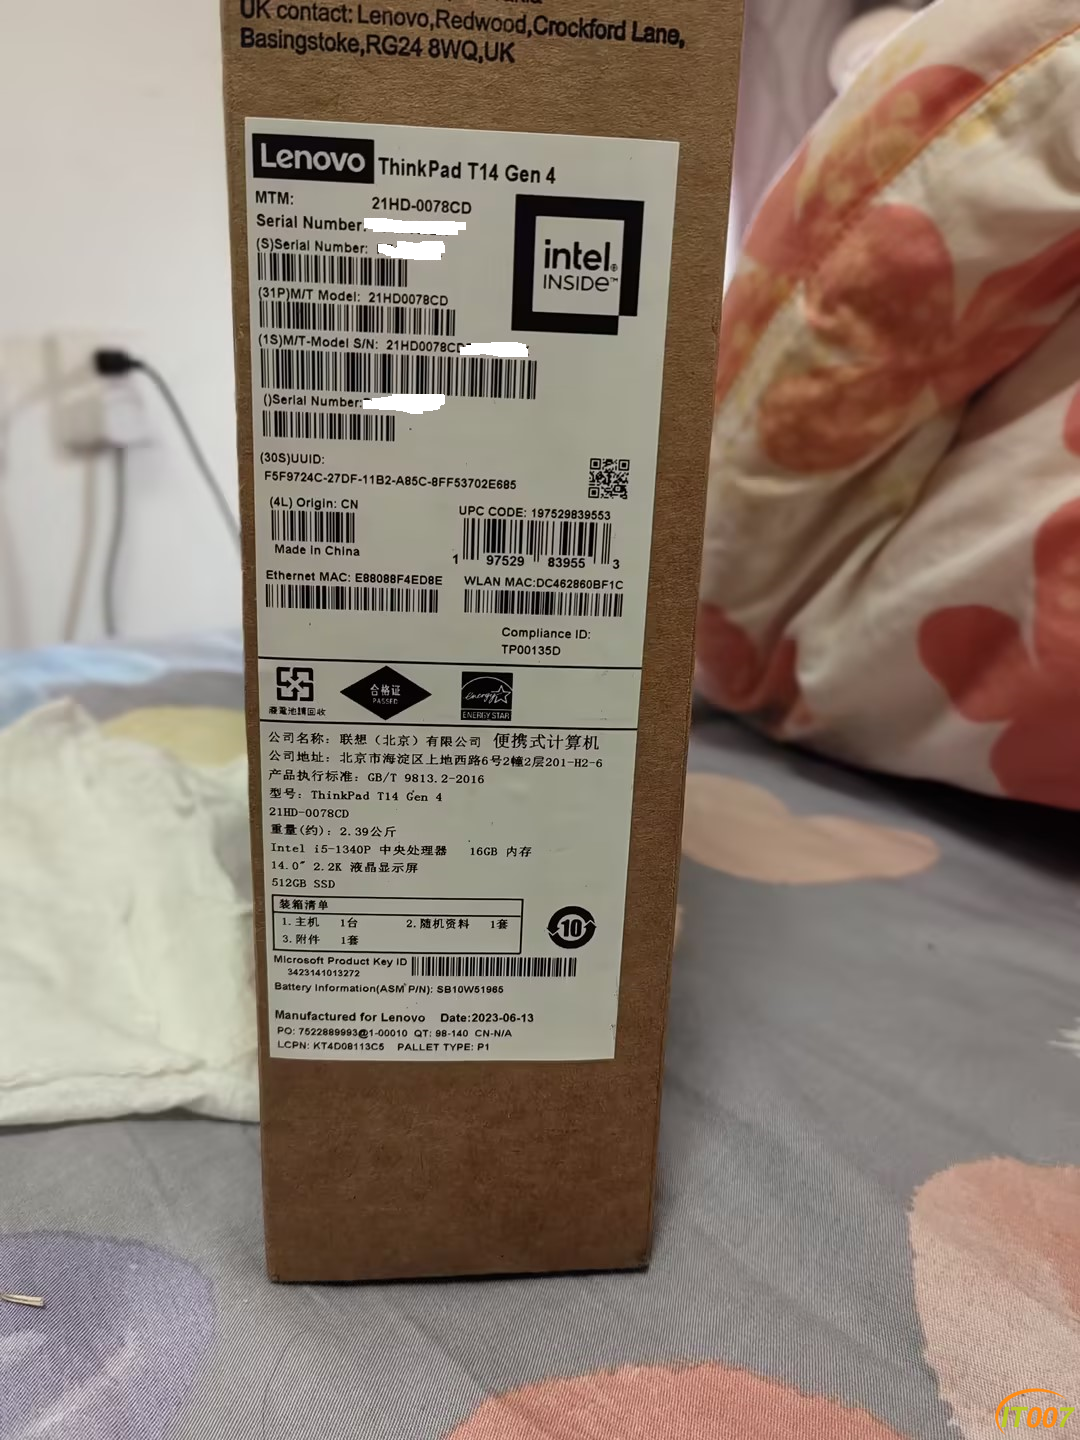 UK contact: Lenovo,Redwood,Crockford Lane,
Basingstoke,RG24 8WQ,UK
Lenovo ThinkPad T14 Gen 4
MTM: 21HD-0078CD
Serial Number:
(S)Serial Number:
(31P)M/T Model: 21HD0078CD
(1S)M/T-Model S/N: 21HD0078CD
()Serial Number:
intel.
INSIDE™
(30S)UUID:
F5F9724C-27DF-11B2-A85C-8FF53702E685
(4L) Origin: CN
Made in China
UPC CODE: 197529839553
1 97529 83955 3
Ethernet MAC: E88088F4ED8E WLAN MAC:DC462860BF1C
Compliance ID:
TP00135D
廢電池請回收
合格证
PASSED
energy
ENERGY STAR
公司名称: 联想（北京）有限公司 便携式计算机
公司地址: 北京市海淀区上地西路6号2幢2层201-H2-6
产品执行标准: GB/T 9813.2-2016
型号: ThinkPad T14 Gen 4
21HD-0078CD
重量(约): 2.39公斤
Intel i5-1340P 中央处理器 16GB 内存
14.0" 2.2K 液晶显示屏
512GB SSD
装箱清单
1.主机 1台 2.随机资料 1套
3.附件 1套
10
Microsoft Product Key ID
3423141013272
Battery Information(ASM P/N): SB10W51965
Manufactured for Lenovo Date:2023-06-13
PO: 7522889993@1-00010 QT: 98-140 CN-N/A
LCPN: KT4D08113C5 PALLET TYPE: P1
IT007